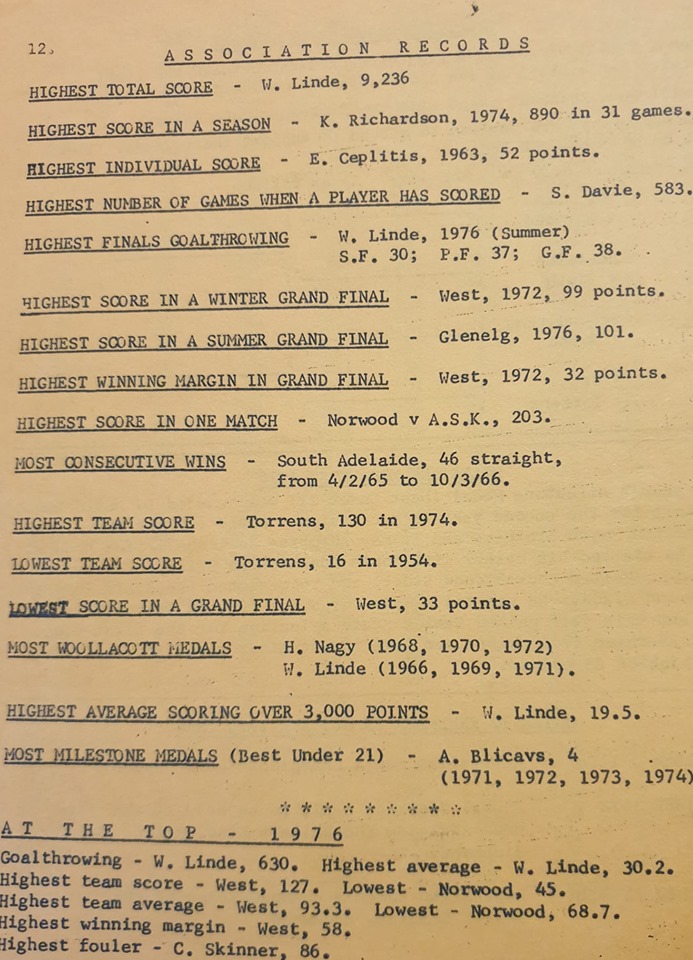 12.
ASSOCIATION RECORDS
HIGHEST TOTAL SCORE - W. Linde, 9,236
HIGHEST SCORE IN A SEASON - K. Richardson, 1974, 890 in 31 games.
HIGHEST INDIVIDUAL SCORE - E. Ceplitis, 1963, 52 points.
HIGHEST NUMBER OF GAMES WHEN A PLAYER HAS SCORED - S. Davie, 583.
HIGHEST FINALS GOALTHROWING - W. Linde, 1976 (Summer)
S.F. 30; P.F. 37; G.F. 38.
HIGHEST SCORE IN A WINTER GRAND FINAL - West, 1972, 99 points.
HIGHEST SCORE IN A SUMMER GRAND FINAL - Glenelg, 1976, 101.
HIGHEST WINNING MARGIN IN GRAND FINAL - West, 1972, 32 points.
HIGHEST SCORE IN ONE MATCH - Norwood v A.S.K., 203.
MOST CONSECUTIVE WINS - South Adelaide, 46 straight,
from 4/2/65 to 10/3/66.
HIGHEST TEAM SCORE - Torrens, 130 in 1974.
LOWEST TEAM SCORE - Torrens, 16 in 1954.
LOWEST SCORE IN A GRAND FINAL - West, 33 points.
MOST WOOLLACOTT MEDALS - H. Nagy (1968, 1970, 1972)
W. Linde (1966, 1969, 1971).
HIGHEST AVERAGE SCORING OVER 3,000 POINTS - W. Linde, 19.5.
MOST MILESTONE MEDALS (Best Under 21) - A. Blicavs, 4
(1971, 1972, 1973, 1974)
* * * * * * * * *
AT THE TOP - 1976
Goalthrowing - W. Linde, 630. Highest average - W. Linde, 30.2.
Highest team score - West, 127. Lowest - Norwood, 45.
Highest team average - West, 93.3. Lowest - Norwood, 68.7.
Highest winning margin - West, 58.
Highest fouler - C. Skinner, 86.